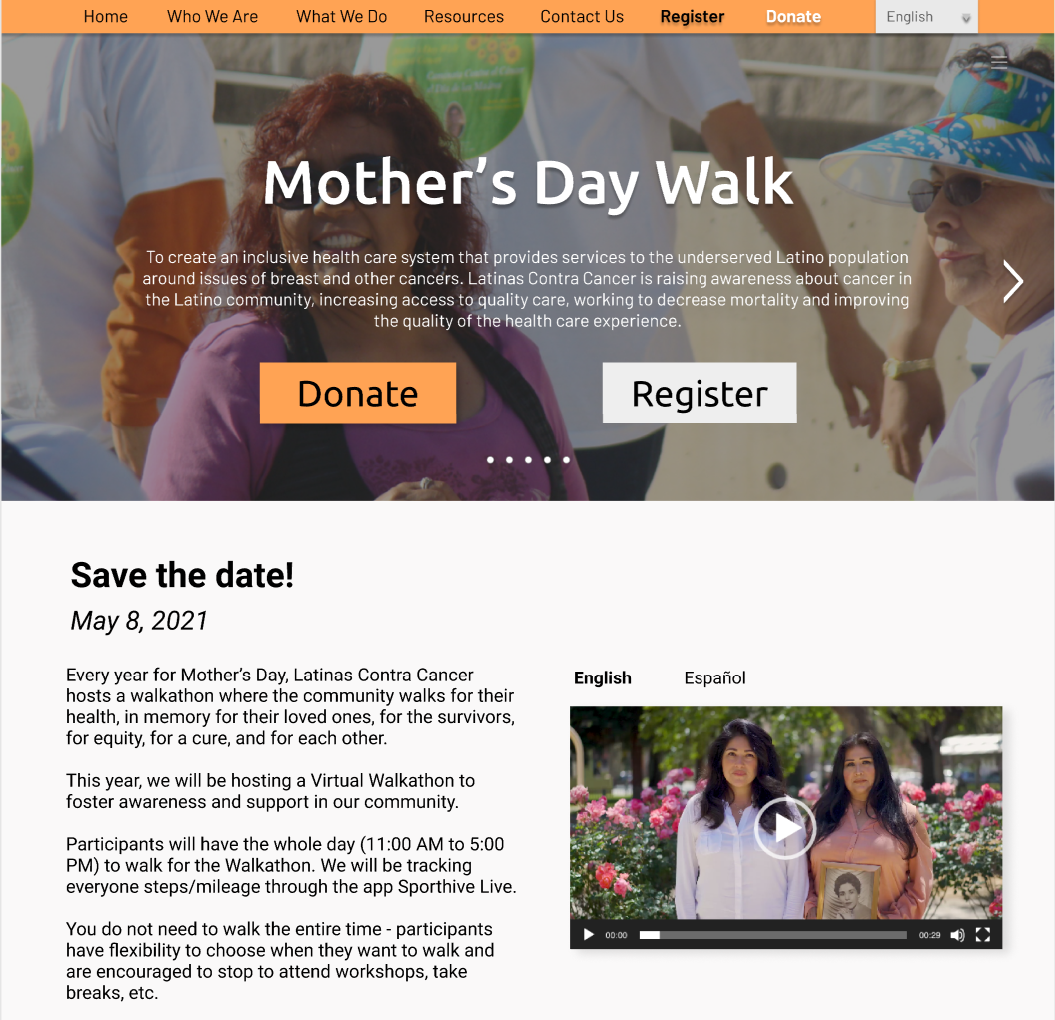 Home Who We Are What We Do Resources Contact Us Register Donate English
Mother's Day Walk
To create an inclusive health care system that provides services to the underserved Latino population
around issues of breast and other cancers. Latinas Contra Cancer is raising awareness about cancer in
the Latino community, increasing access to quality care, working to decrease mortality and improving
the quality of the health care experience.
Donate Register
Save the date!
May 8, 2021
Every year for Mother's Day, Latinas Contra Cancer
hosts a walkathon where the community walks for their
health, in memory for their loved ones, for the survivors,
for equity, for a cure, and for each other.
This year, we will be hosting a Virtual Walkathon to
foster awareness and support in our community.
Participants will have the whole day (11:00 AM to 5:00
PM) to walk for the Walkathon. We will be tracking
everyone steps/mileage through the app Sporthive Live.
You do not need to walk the entire time - participants
have flexibility to choose when they want to walk and
are encouraged to stop to attend workshops, take
breaks, etc.
English Español
00:00 00:29